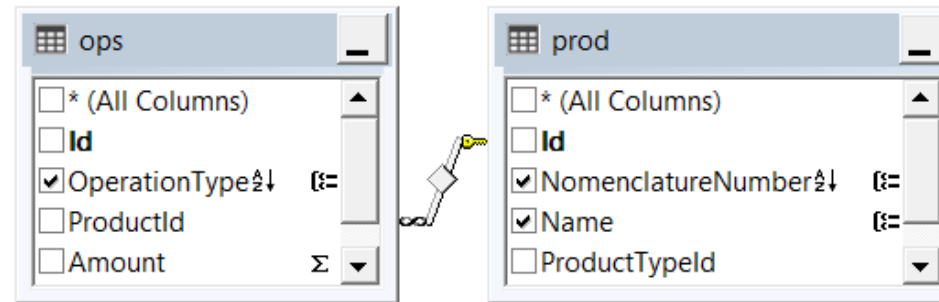 ops
* (All Columns)
Id
OperationType
ProductId
Amount Σ
prod
* (All Columns)
Id
NomenclatureNumber
Name
ProductTypeId